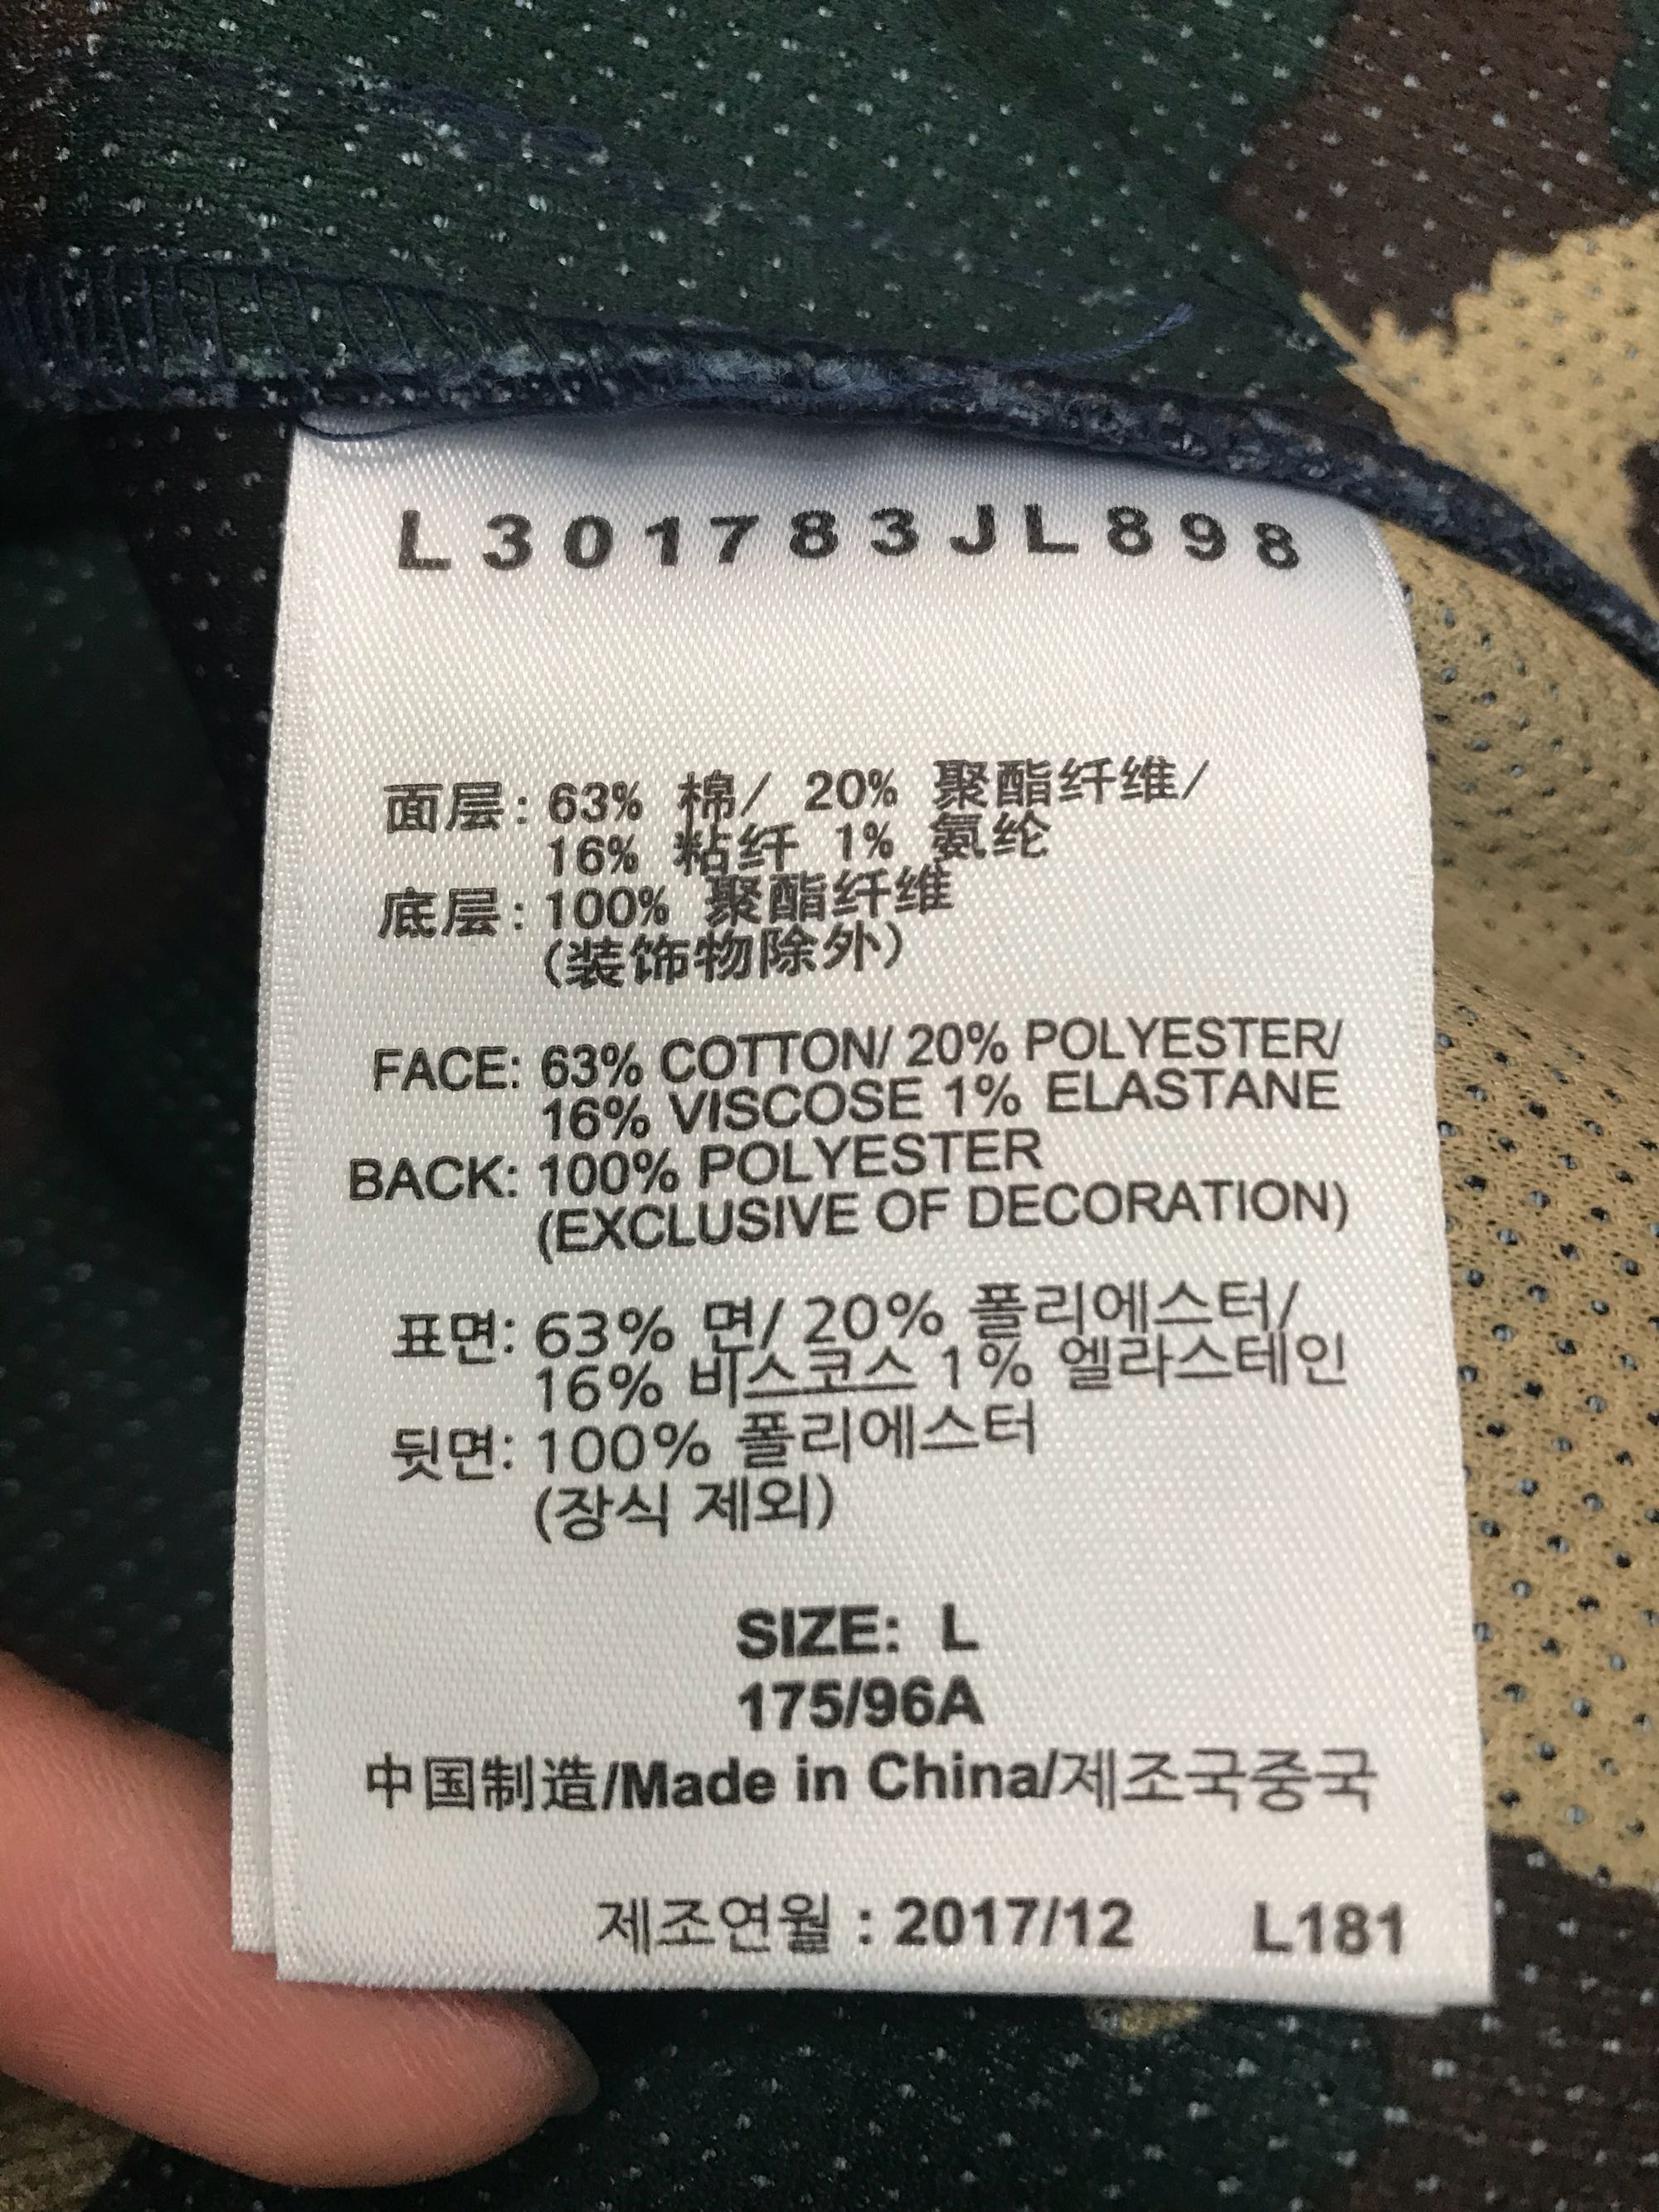 L301783JL898
面层: 63% 棉/ 20% 聚酯纤维/
16% 粘纤 1% 氨纶
底层: 100% 聚酯纤维
(装饰物除外)
FACE: 63% COTTON/ 20% POLYESTER/
16% VISCOSE 1% ELASTANE
BACK: 100% POLYESTER
(EXCLUSIVE OF DECORATION)
표면: 63% 면/ 20% 폴리에스터/
16% 비스코스 1% 엘라스테인
뒷면: 100% 폴리에스터
(장식 제외)
SIZE: L
175/96A
中国制造/Made in China/제조국중국
제조연월 : 2017/12 L181